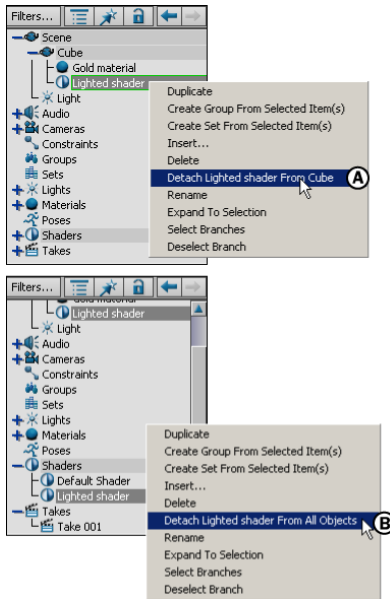 Filters...
Scene
Cube
Gold material
Lighted shader
Light
Audio
Cameras
Constraints
Groups
Sets
Lights
Materials
Poses
Shaders
Takes
Duplicate
Create Group From Selected Item(s)
Create Set From Selected Item(s)
Insert...
Delete
Detach Lighted shader From Cube
A
Rename
Expand To Selection
Select Branches
Deselect Branch
Filters...
Gold material
Lighted shader
Light
Audio
Cameras
Constraints
Groups
Sets
Lights
Materials
Poses
Shaders
Default Shader
Lighted shader
Takes
Take 001
Duplicate
Create Group From Selected Item(s)
Create Set From Selected Item(s)
Insert...
Delete
Detach Lighted shader From All Objects
B
Rename
Expand To Selection
Select Branches
Deselect Branch